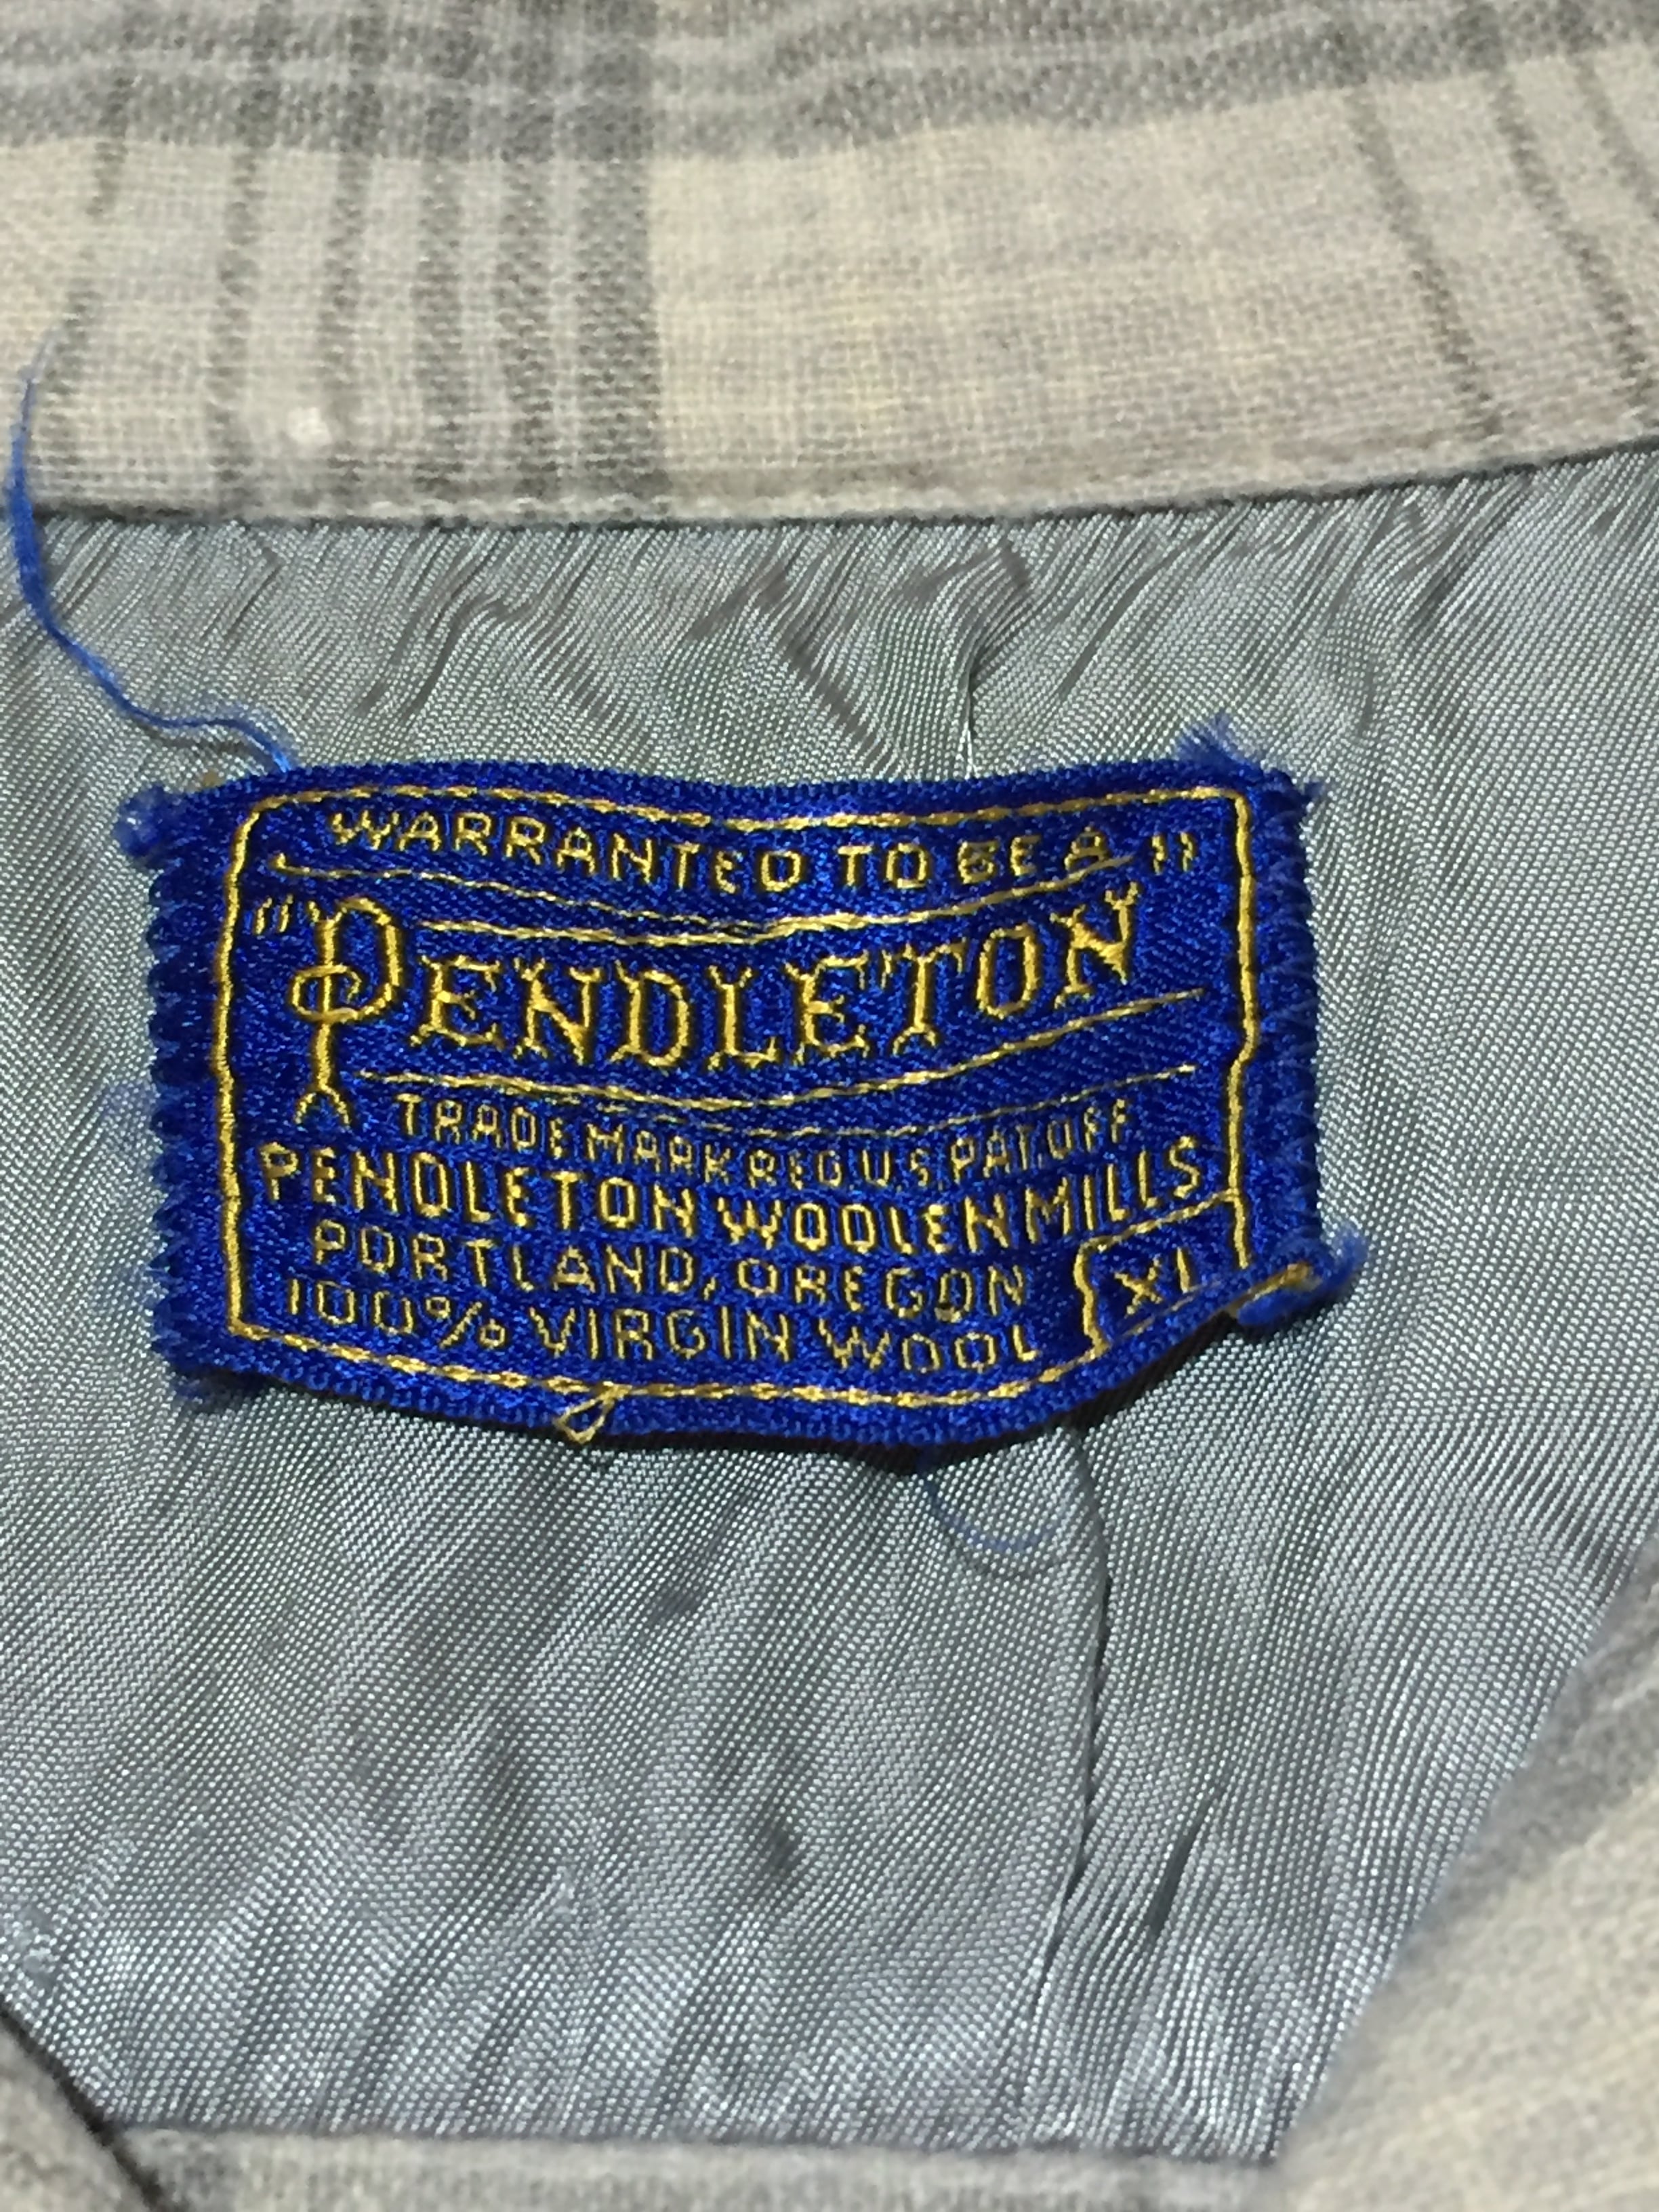 WARRANTED TO BE A "
"PENDLETON
TRADE MARK REG.U.S.PAT.OFF
PENDLETON WOOLEN MILLS
PORTLAND, OREGON
100% VIRGIN WOOL
XL